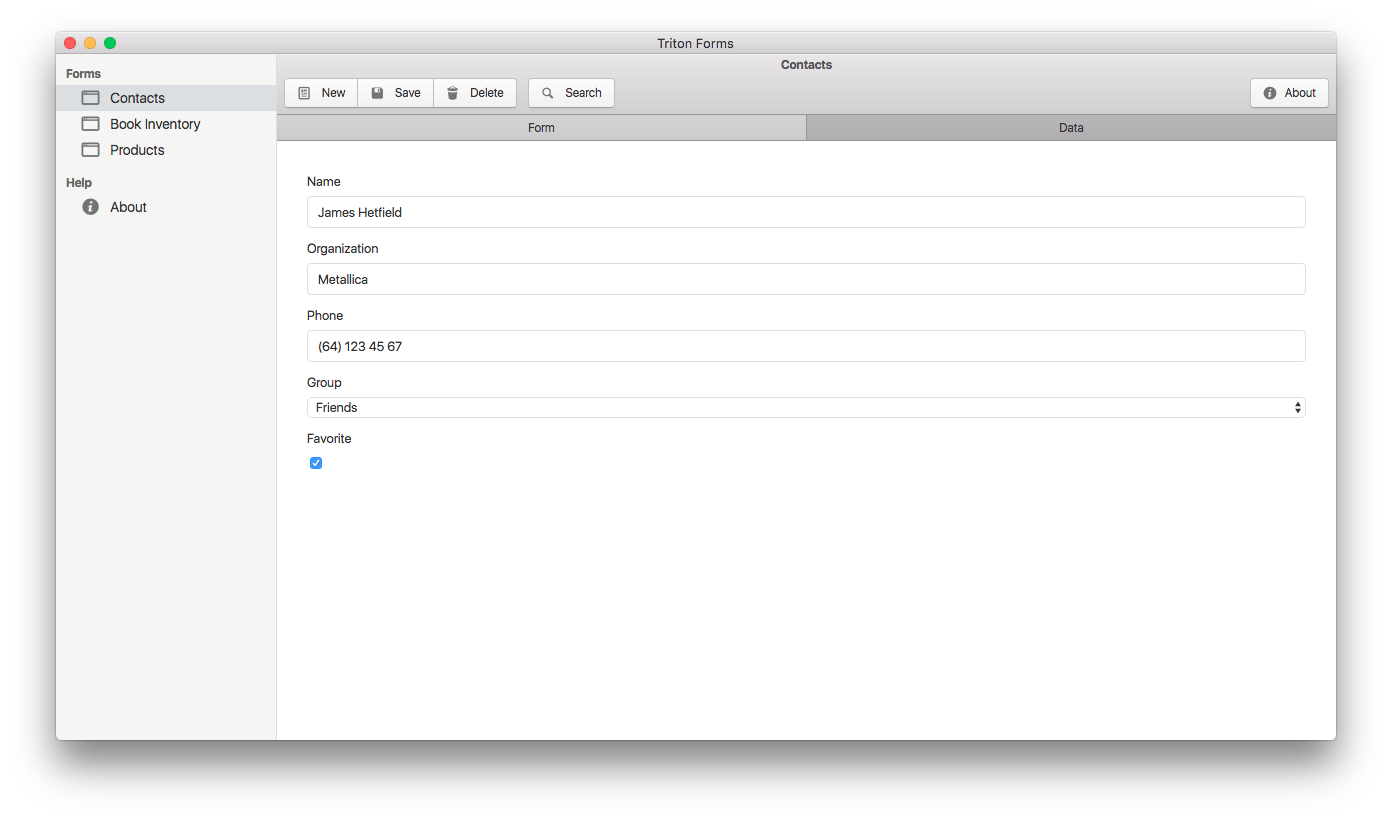 Triton Forms
Forms
Contacts
Book Inventory
Products
Help
About
Contacts
New Save Delete Search About
Form Data
Name
James Hetfield
Organization
Metallica
Phone
(64) 123 45 67
Group
Friends
Favorite